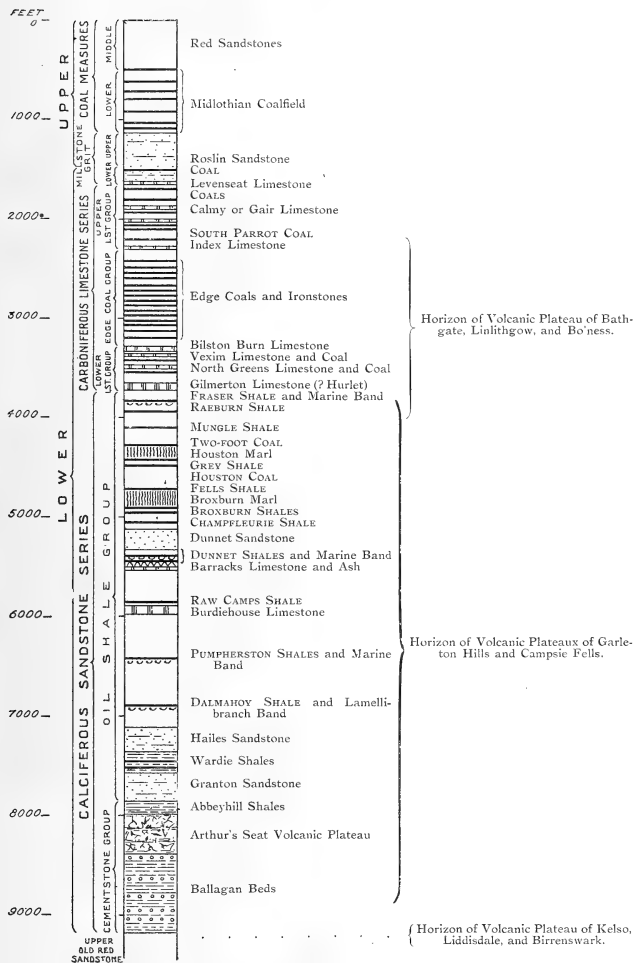 FEET
0
1000
2000
3000
4000
5000
6000
7000
8000
9000
UPPER
LOWER
COAL MEASURES
MILLSTONE GRIT
CARBONIFEROUS LIMESTONE SERIES
CALCIFEROUS SANDSTONE SERIES
MIDDLE
LOWER
UPPER
LOWER
UPPER
LST. GROUP
EDGE COAL GROUP
LOWER
LST. GROUP
OIL SHALE GROUP
CEMENTSTONE GROUP
UPPER
OLD RED
SANDSTONE
Red Sandstones
Midlothian Coalfield
Roslin Sandstone
COAL
Levenseat Limestone
COALS
Calmy or Gair Limestone
SOUTH PARROT COAL
Index Limestone
Edge Coals and Ironstones
Bilston Burn Limestone
Vexim Limestone and Coal
North Greens Limestone and Coal
Gilmerton Limestone (? Hurlet)
FRASER SHALE and Marine Band
RAEBURN SHALE
MUNGLE SHALE
TWO-FOOT COAL
Houston Marl
GREY SHALE
HOUSTON COAL
FELLS SHALE
Broxburn Marl
BROXBURN SHALES
CHAMPFLEURIE SHALE
Dunnet Sandstone
DUNNET SHALES and Marine Band
Barracks Limestone and Ash
RAW CAMPS SHALE
Burdiehouse Limestone
PUMPHERSTON SHALES and Marine
Band
DALMAHOY SHALE and Lamelli-
branch Band
Hailes Sandstone
Wardie Shales
Granton Sandstone
Abbeyhill Shales
Arthur's Seat Volcanic Plateau
Ballagan Beds
Horizon of Volcanic Plateau of Bath-
gate, Linlithgow, and Bo'ness.
Horizon of Volcanic Plateaux of Garle-
ton Hills and Campsie Fells.
Horizon of Volcanic Plateau of Kelso,
Liddisdale, and Birrenswark.